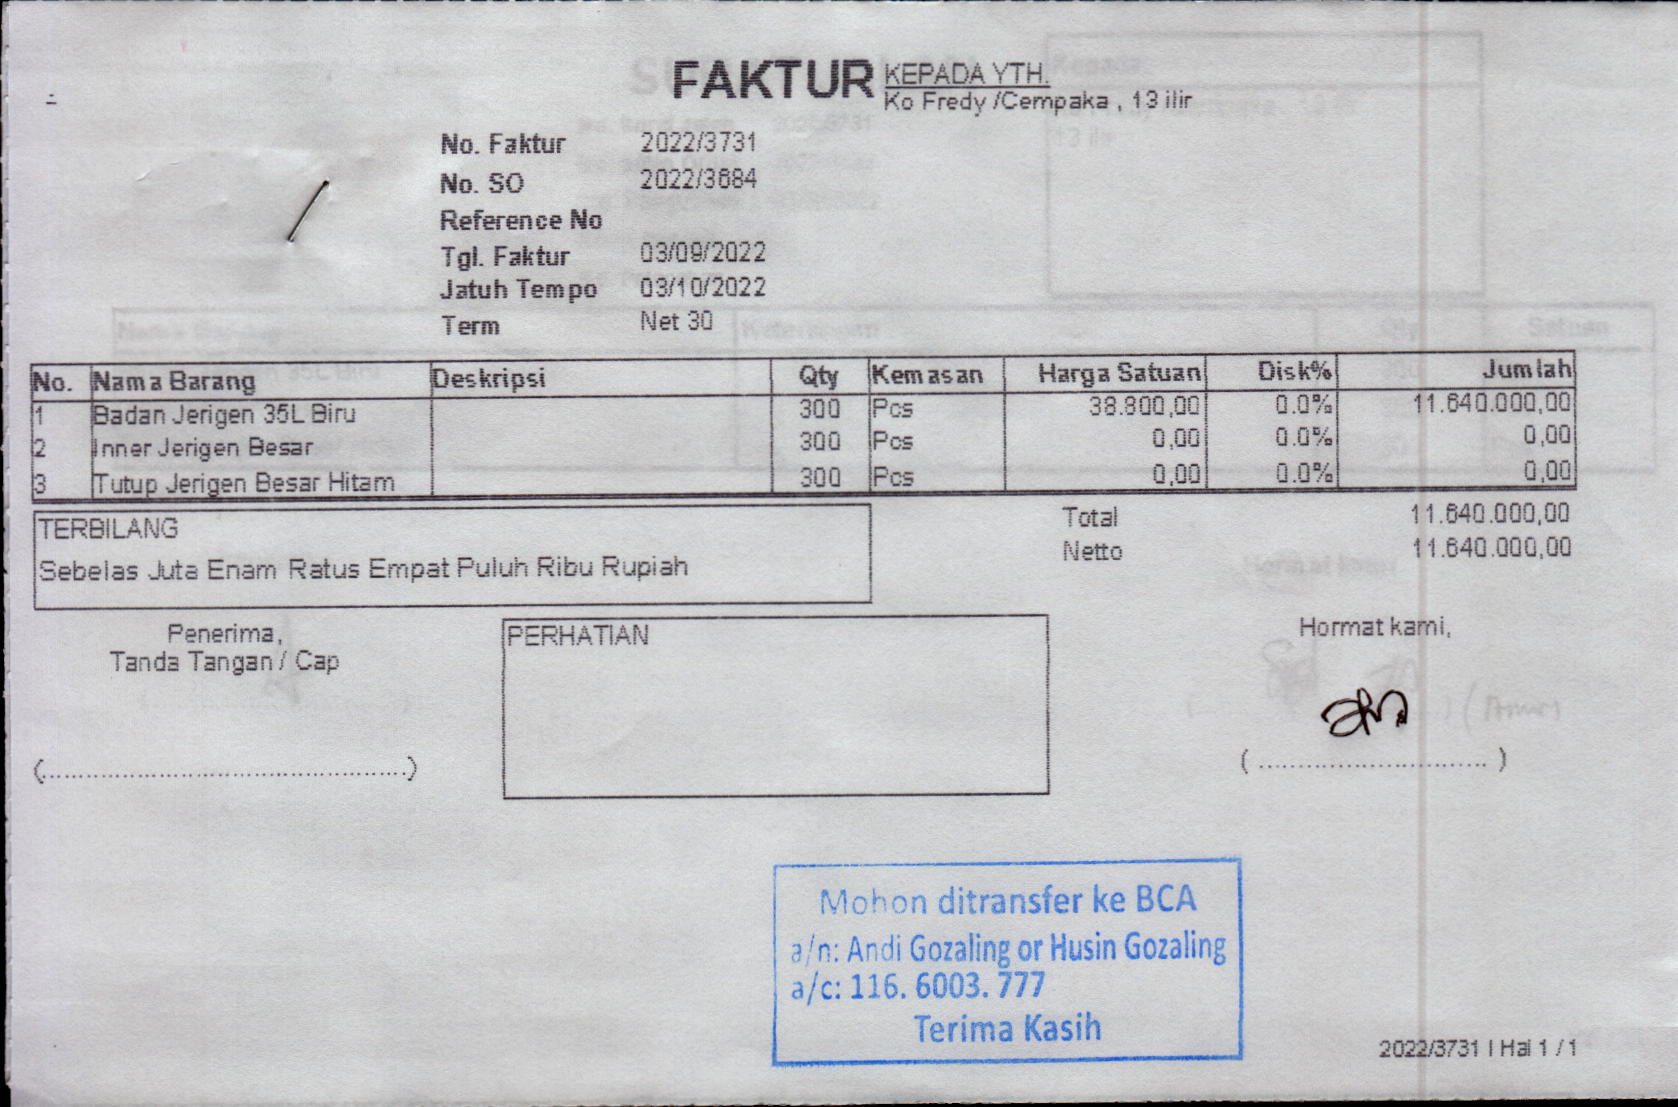 FAKTUR
KEPADA YTH.
Ko Fredy /Cempaka , 13 ilir
No. Faktur 2022/3731
No. SO 2022/3684
Reference No
Tgl. Faktur 03/09/2022
Jatuh Tempo 03/10/2022
Term Net 30
No. Nama Barang Deskripsi Qty Kemasan Harga Satuan Disk% Jumlah
1 Badan Jerigen 35L Biru 300 Pcs 38.800,00 0.0% 11.640.000,00
2 Inner Jerigen Besar 300 Pcs 0,00 0.0% 0,00
3 Tutup Jerigen Besar Hitam 300 Pcs 0,00 0.0% 0,00
TERBILANG
Sebelas Juta Enam Ratus Empat Puluh Ribu Rupiah
Total 11.640.000,00
Netto 11.640.000,00
Penerima,
Tanda Tangan / Cap
(................................................)
PERHATIAN
Hormat kami,
( .............................. )
Mohon ditransfer ke BCA
a/n: Andi Gozaling or Husin Gozaling
a/c: 116. 6003. 777
Terima Kasih
2022/3731 | Hal 1 / 1